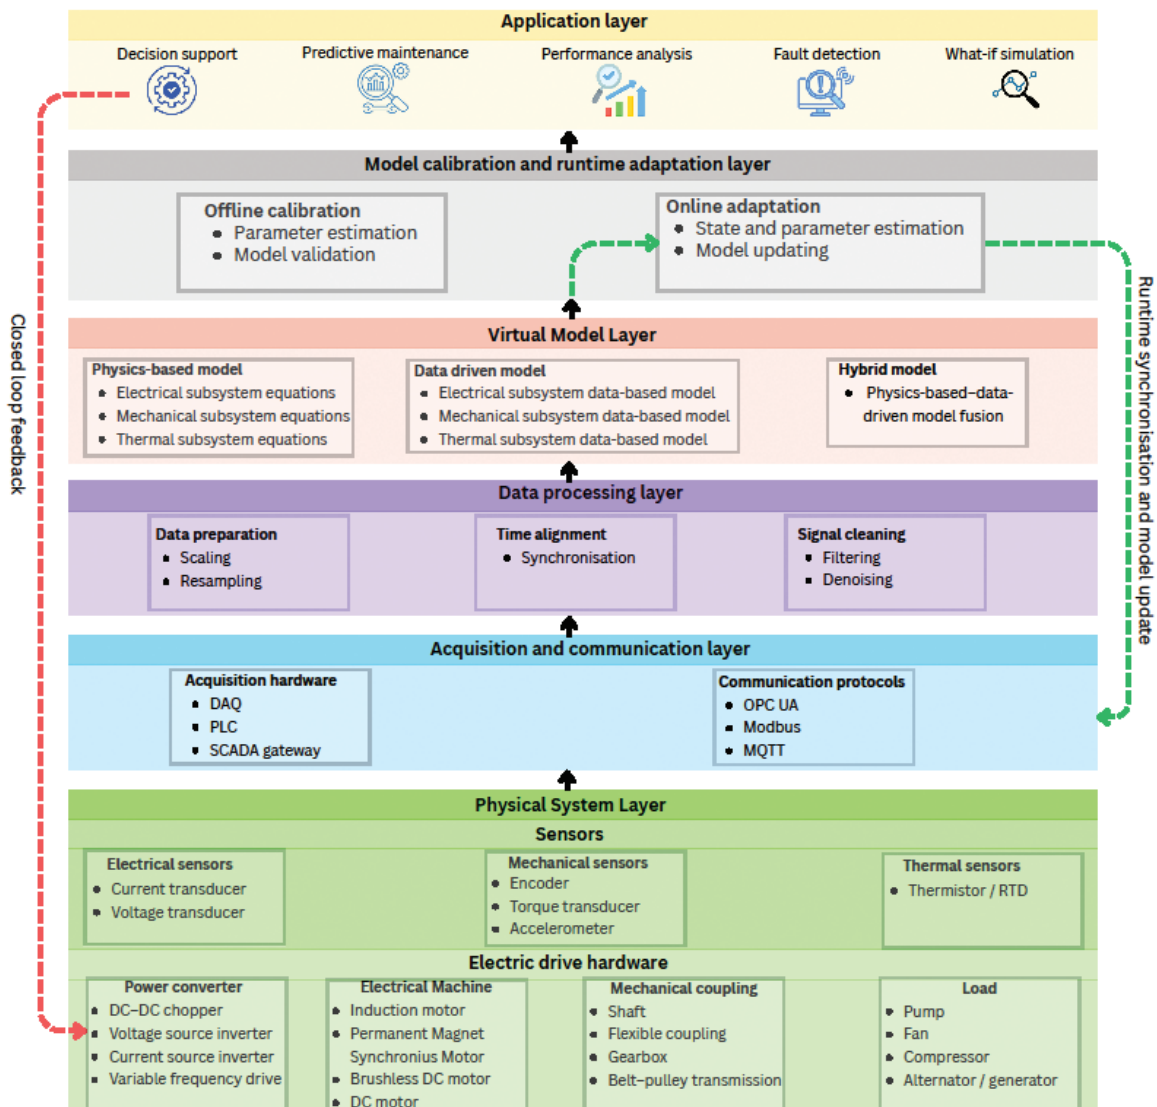 Application layer
Decision support
Predictive maintenance
Performance analysis
Fault detection
What-if simulation
Model calibration and runtime adaptation layer
Offline calibration
Parameter estimation
Model validation
Online adaptation
State and parameter estimation
Model updating
Virtual Model Layer
Physics-based model
Electrical subsystem equations
Mechanical subsystem equations
Thermal subsystem equations
Data driven model
Electrical subsystem data-based model
Mechanical subsystem data-based model
Thermal subsystem data-based model
Hybrid model
Physics-based–data-
driven model fusion
Data processing layer
Data preparation
Scaling
Resampling
Time alignment
Synchronisation
Signal cleaning
Filtering
Denoising
Acquisition and communication layer
Acquisition hardware
DAQ
PLC
SCADA gateway
Communication protocols
OPC UA
Modbus
MQTT
Physical System Layer
Sensors
Electrical sensors
Current transducer
Voltage transducer
Mechanical sensors
Encoder
Torque transducer
Accelerometer
Thermal sensors
Thermistor / RTD
Electric drive hardware
Power converter
DC–DC chopper
Voltage source inverter
Current source inverter
Variable frequency drive
Electrical Machine
Induction motor
Permanent Magnet
Synchronius Motor
Brushless DC motor
DC motor
Mechanical coupling
Shaft
Flexible coupling
Gearbox
Belt–pulley transmission
Load
Pump
Fan
Compressor
Alternator / generator
Closed loop feedback
Runtime synchronisation and model update